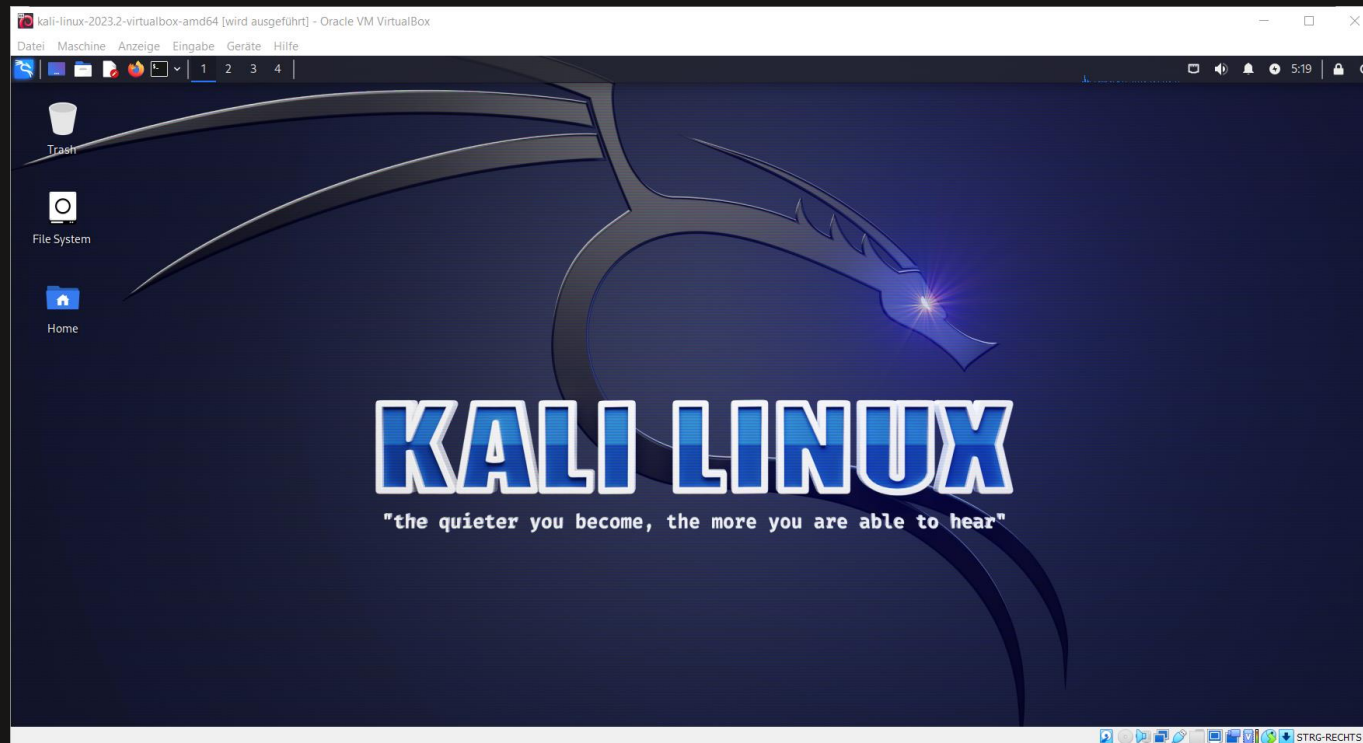 kali-linux-2023.2-virtualbox-amd64 [wird ausgeführt] - Oracle VM VirtualBox
Datei Maschine Anzeige Eingabe Geräte Hilfe
1 2 3 4
5:19
Trash
File System
Home
KALI LINUX
"the quieter you become, the more you are able to hear"
STRG-RECHTS